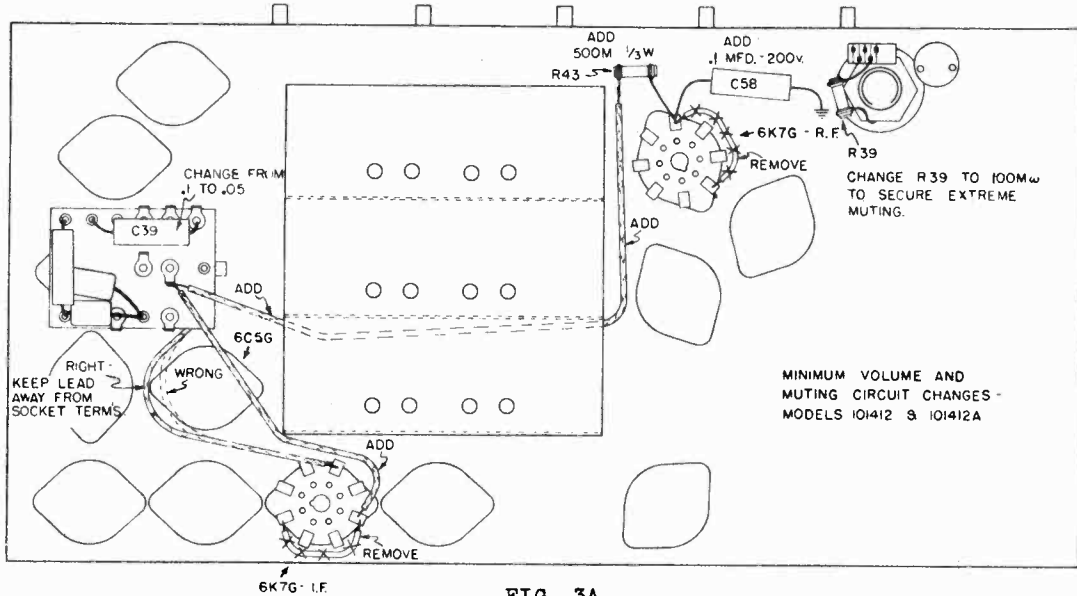 ADD
500M 1/3 W
R43
ADD
.1 MFD.-200V.
C58
6K7G - R.F.
REMOVE
R39
CHANGE R39 TO 100Mω
TO SECURE EXTREME
MUTING.
CHANGE FROM
.1 TO .05
C39
ADD
ADD
6C5G
RIGHT
KEEP LEAD
AWAY FROM
SOCKET TERMS.
WRONG
MINIMUM VOLUME AND
MUTING CIRCUIT CHANGES -
MODELS 101412 & 101412A
ADD
REMOVE
6K7G - I.F.
FIG. 3A